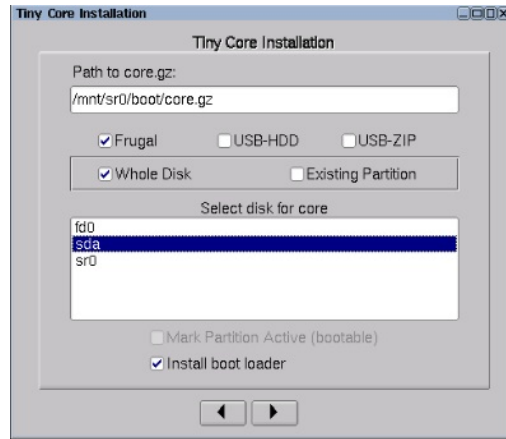 Tiny Core Installation
Tiny Core Installation
Path to core.gz:
/mnt/sr0/boot/core.gz
Frugal USB-HDD USB-ZIP
Whole Disk Existing Partition
Select disk for core
fd0
sda
sr0
Mark Partition Active (bootable)
Install boot loader